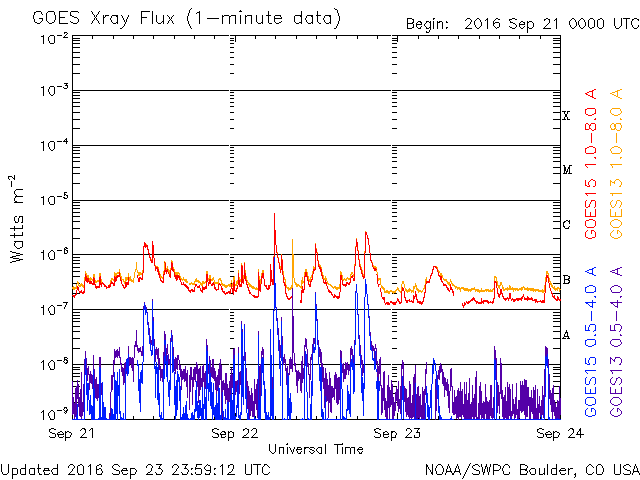 GOES Xray Flux (1-minute data)
Begin: 2016 Sep 21 0000 UTC
10-2
10-3
10-4
10-5
10-6
10-7
10-8
10-9
Watts m-2
X
M
C
B
A
GOES15 1.0-8.0 A
GOES13 1.0-8.0 A
GOES15 0.5-4.0 A
GOES13 0.5-4.0 A
Sep 21
Sep 22
Sep 23
Sep 24
Universal Time
Updated 2016 Sep 23 23:59:12 UTC
NOAA/SWPC Boulder, CO USA